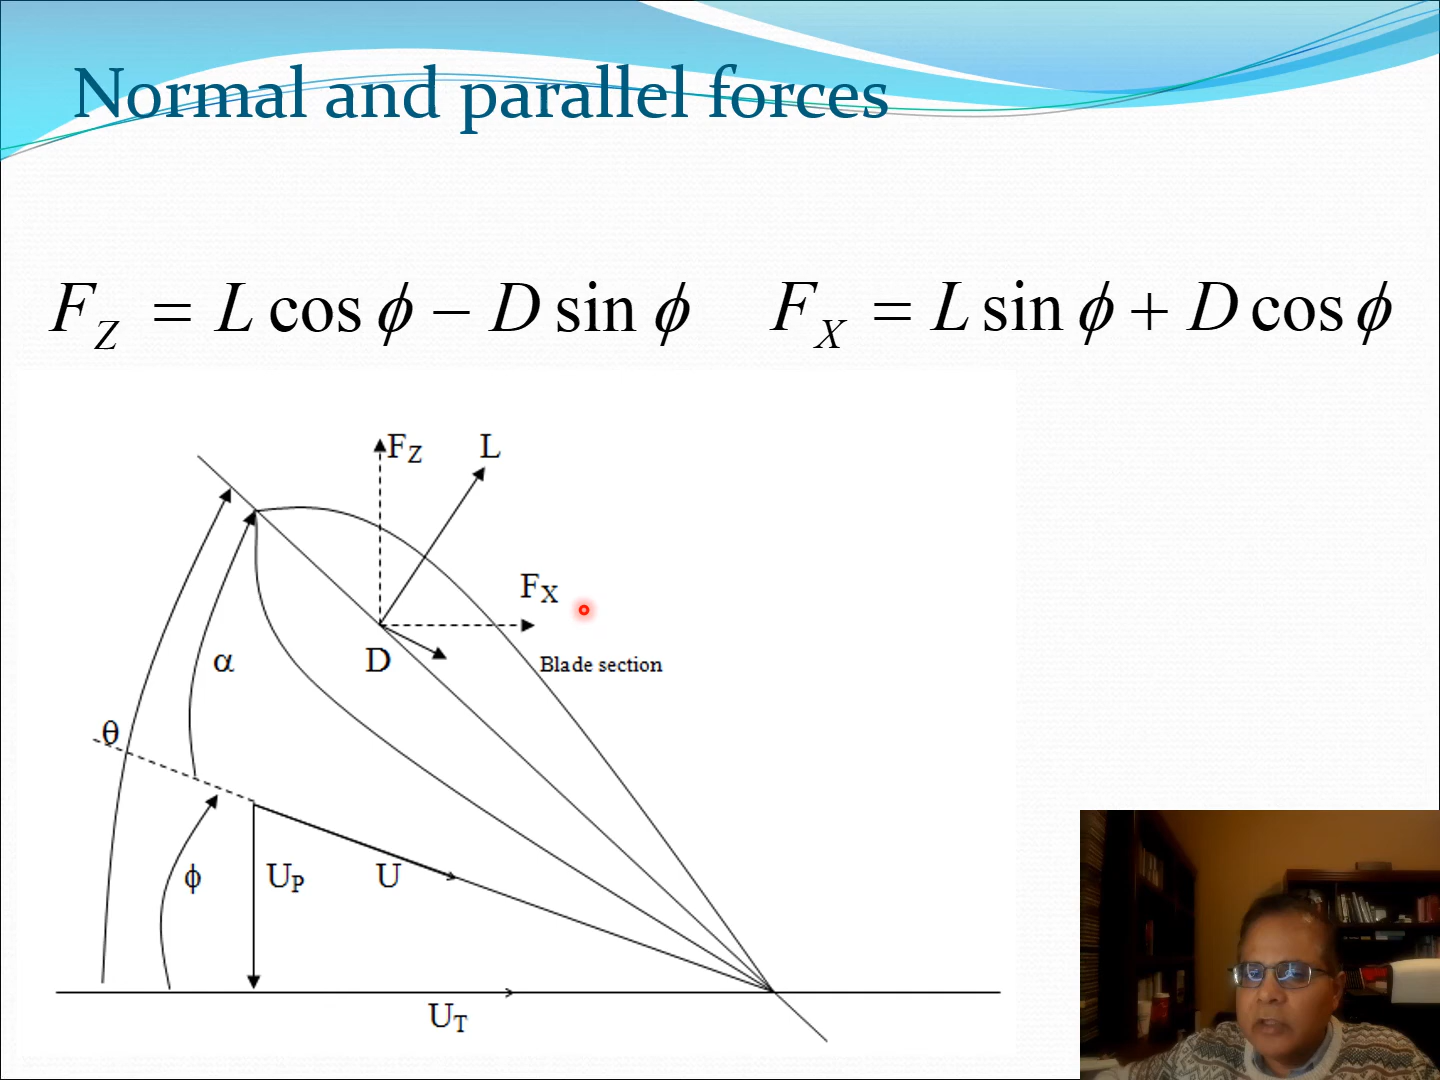 Normal and parallel forces
F_Z = L cos ϕ − D sin ϕ   F_X = L sin ϕ + D cos ϕ
F_Z L
F_X
α D Blade section
θ
ϕ U_P U
U_T